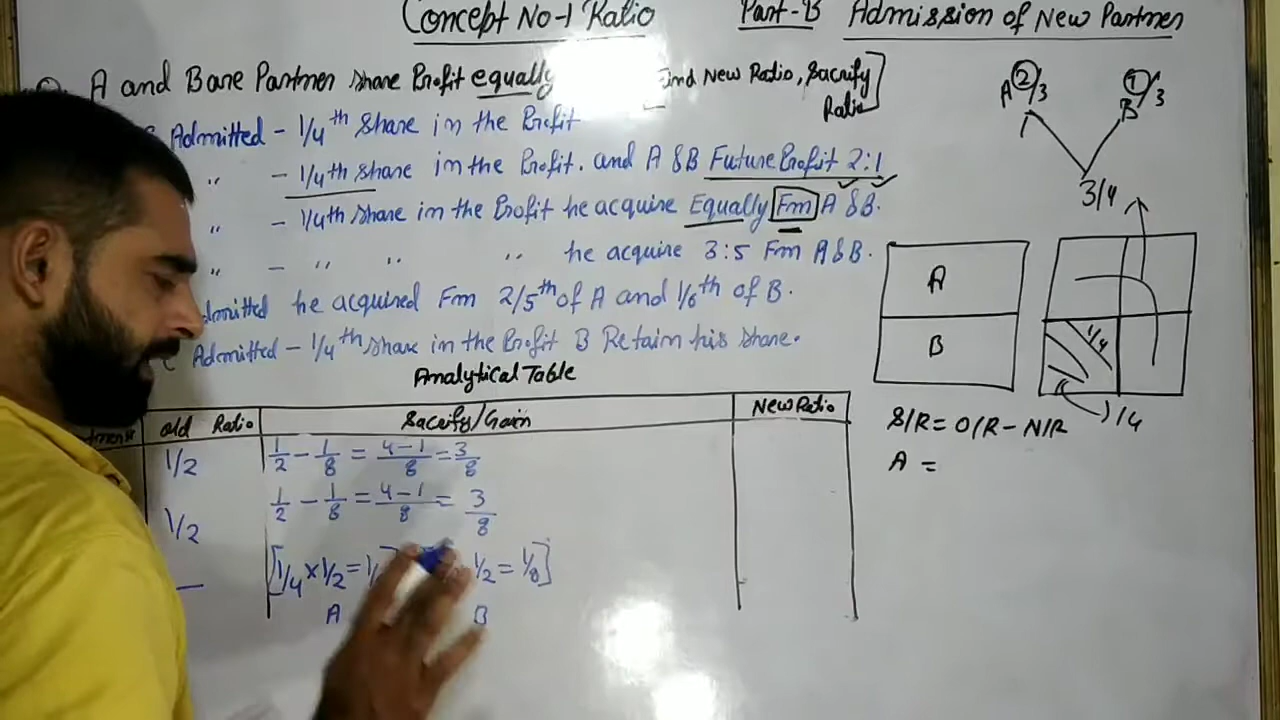 Concept No-1 Ratio Part-B Admission of New Partner
A and B are Partner share Profit equally Find New Ratio, Sacrify
Ratio
Admitted - 1/4th share in the Profit
" - 1/4th share in the Profit. and A & B Future Profit 2:1
" - 1/4th share in the Profit he acquire Equally Fm A & B.
" - " " " he acquire 3:5 Fm A & B.
Admitted he acquired Fm 2/5th of A and 1/6th of B.
C Admitted - 1/4th share in the Profit B Retain his share.
Analytical Table
Old Ratio Sacrify/Gain New Ratio
1/2 1/2 - 1/8 = 4-1/8 = 3/8
1/2 1/2 - 1/8 = 4-1/8 = 3/8
— [1/4 × 1/2 = 1/ 1/2 = 1/8]
A B
A 2/3 B 1/3
3/4
A
B
1/4
1/4
S/R = O/R - N/R
A =